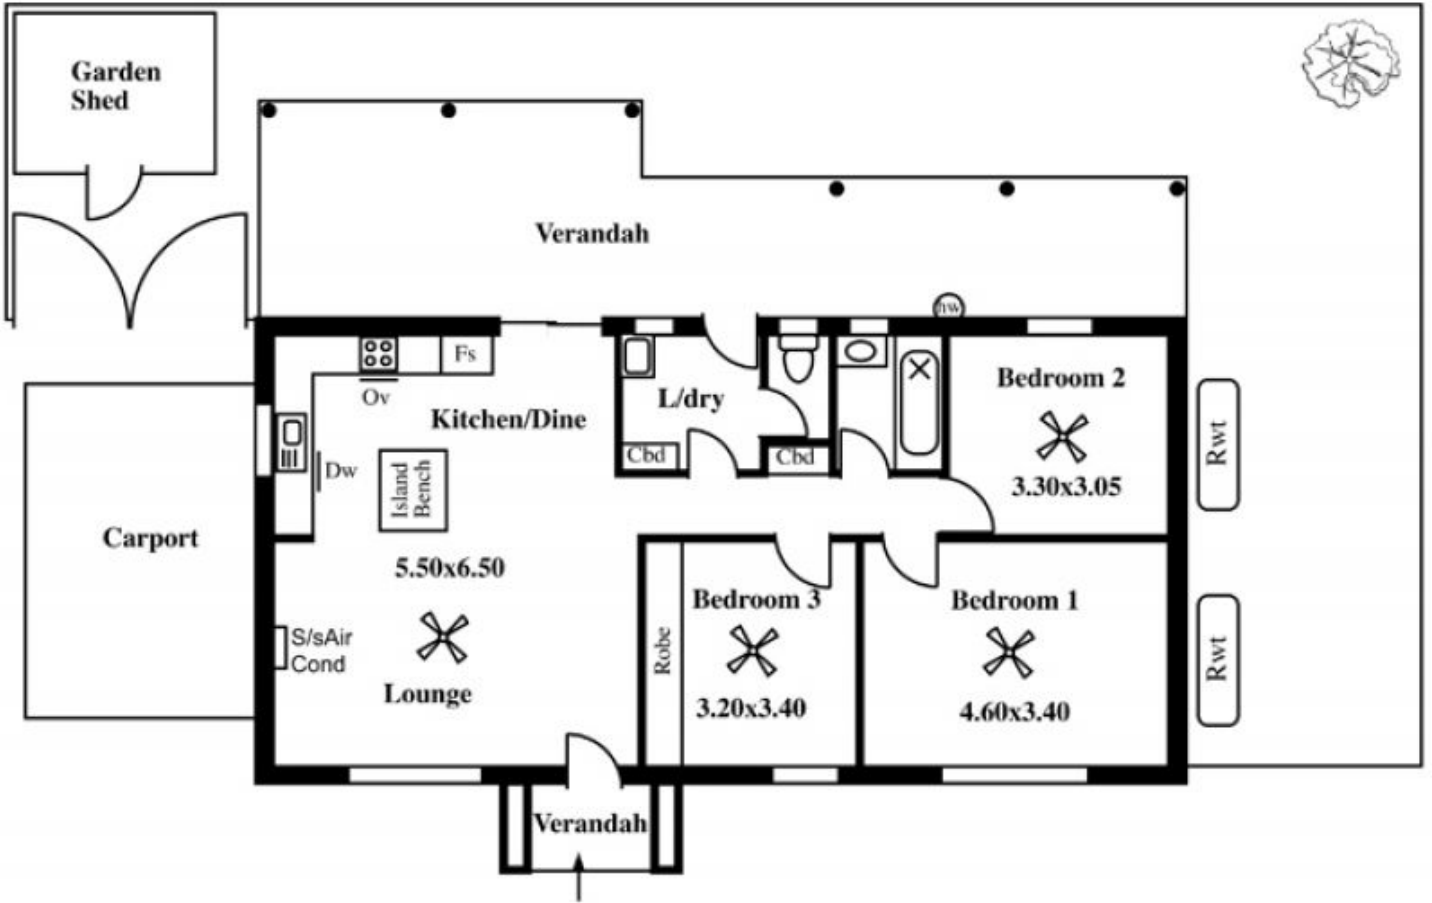 Garden
Shed
Verandah
hw
Fs
Ov
Kitchen/Dine
L/dry
Cbd
Cbd
Bedroom 2
3.30x3.05
Rwt
Dw
Island
Bench
Carport
5.50x6.50
S/sAir
Cond
Lounge
Robe
Bedroom 3
3.20x3.40
Bedroom 1
4.60x3.40
Rwt
Verandah